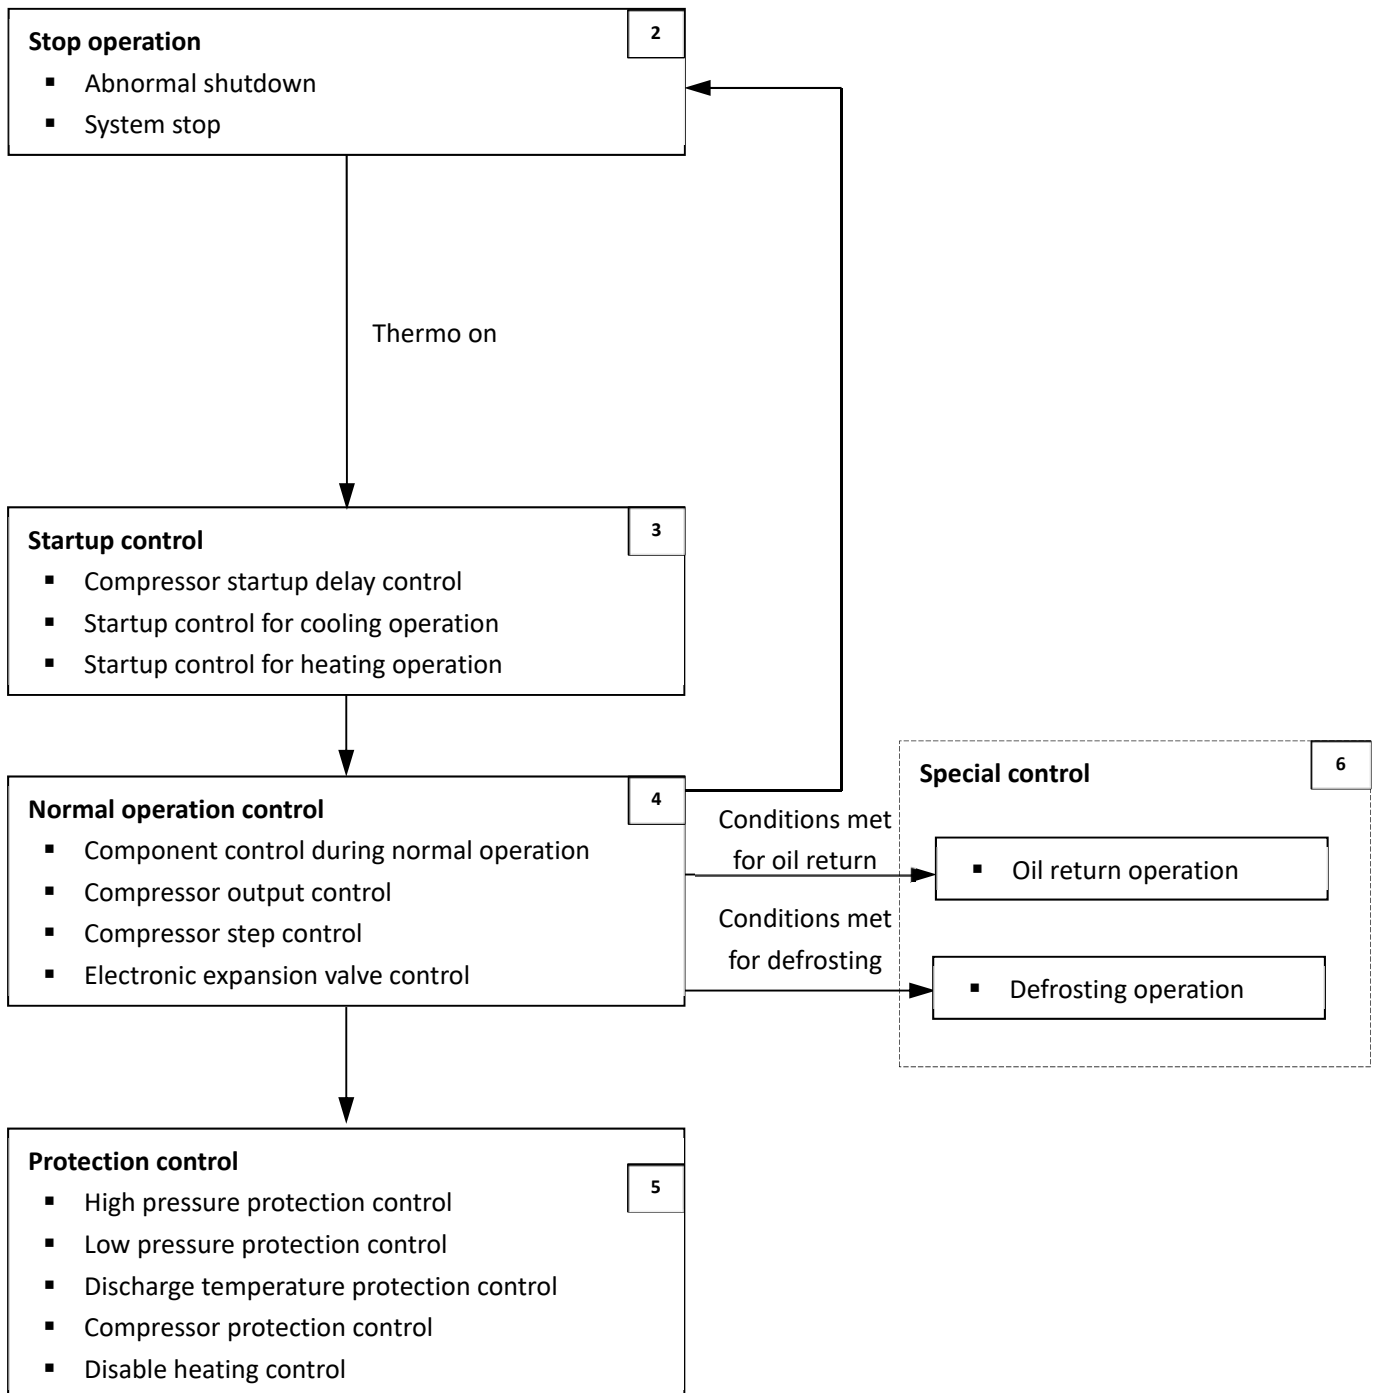 Stop operation
2
▪ Abnormal shutdown
▪ System stop
Thermo on
Startup control
3
▪ Compressor startup delay control
▪ Startup control for cooling operation
▪ Startup control for heating operation
Normal operation control
4
▪ Component control during normal operation
▪ Compressor output control
▪ Compressor step control
▪ Electronic expansion valve control
Conditions met
for oil return
Conditions met
for defrosting
Special control
6
▪ Oil return operation
▪ Defrosting operation
Protection control
5
▪ High pressure protection control
▪ Low pressure protection control
▪ Discharge temperature protection control
▪ Compressor protection control
▪ Disable heating control